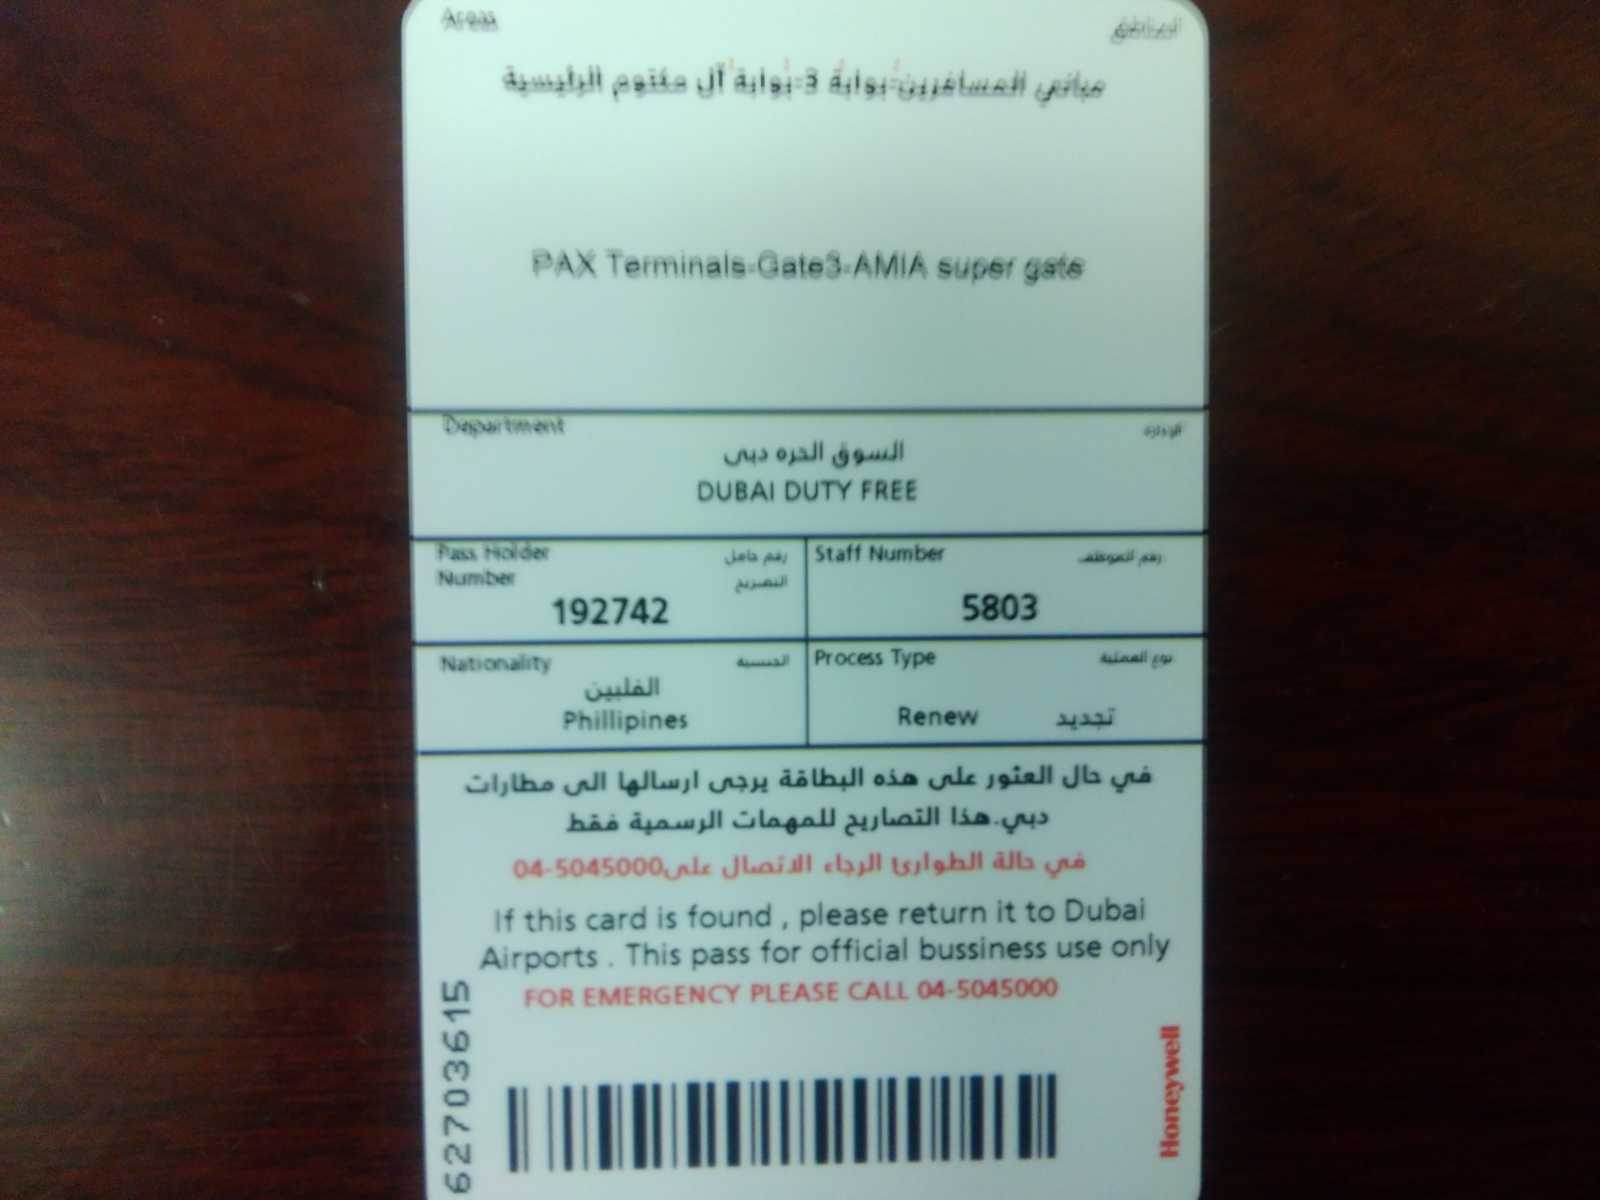 Areas المناطق
مباني المسافرين-بوابة 3-بوابة آل مكتوم الرئيسية
PAX Terminals-Gate3-AMIA super gate
Department الإدارة
السوق الحره دبى
DUBAI DUTY FREE
Pass Holder Number رقم حامل التصريح
192742
Staff Number رقم الموظف
5803
Nationality الجنسية
الفلبين
Phillipines
Process Type نوع العملية
Renew تجديد
في حال العثور على هذه البطاقة يرجى ارسالها الى مطارات
دبي.هذا التصاريح للمهمات الرسمية فقط
في حالة الطوارئ الرجاء الاتصال على04-5045000
If this card is found , please return it to Dubai
Airports . This pass for official bussiness use only
FOR EMERGENCY PLEASE CALL 04-5045000
62703615
Honeywell